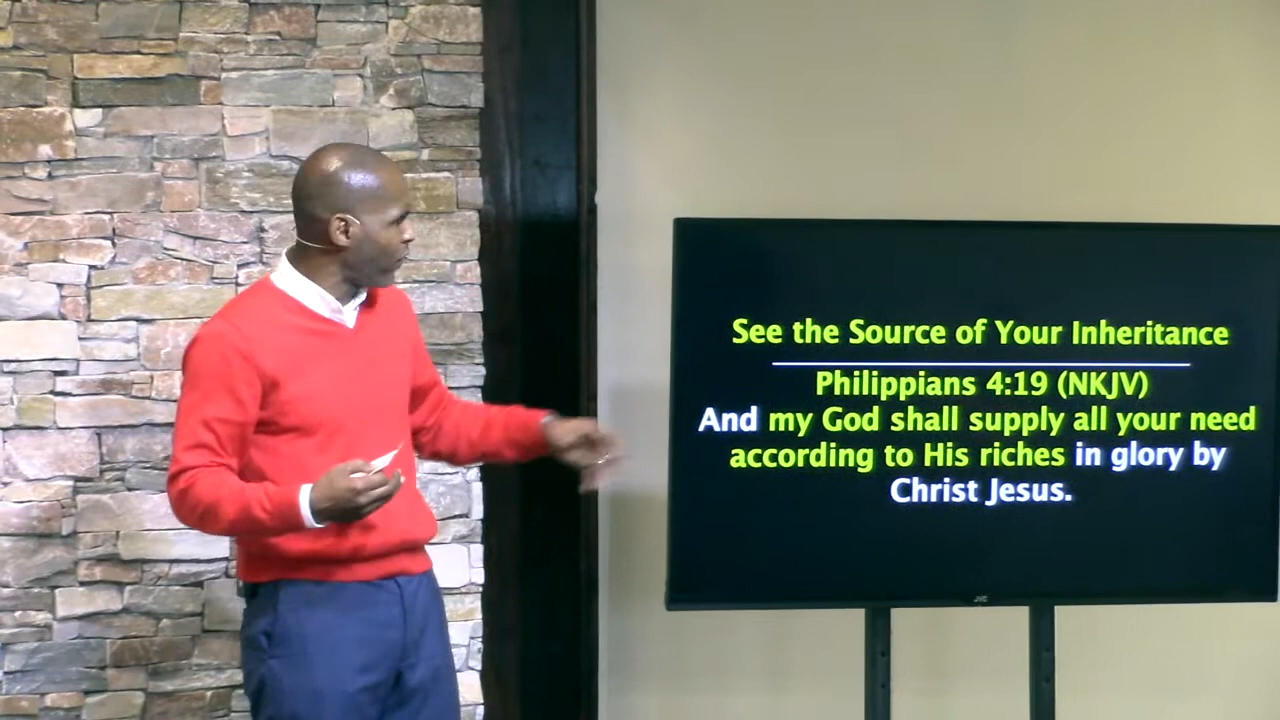 See the Source of Your Inheritance
Philippians 4:19 (NKJV)
And my God shall supply all your need
according to His riches in glory by
Christ Jesus.
JVC